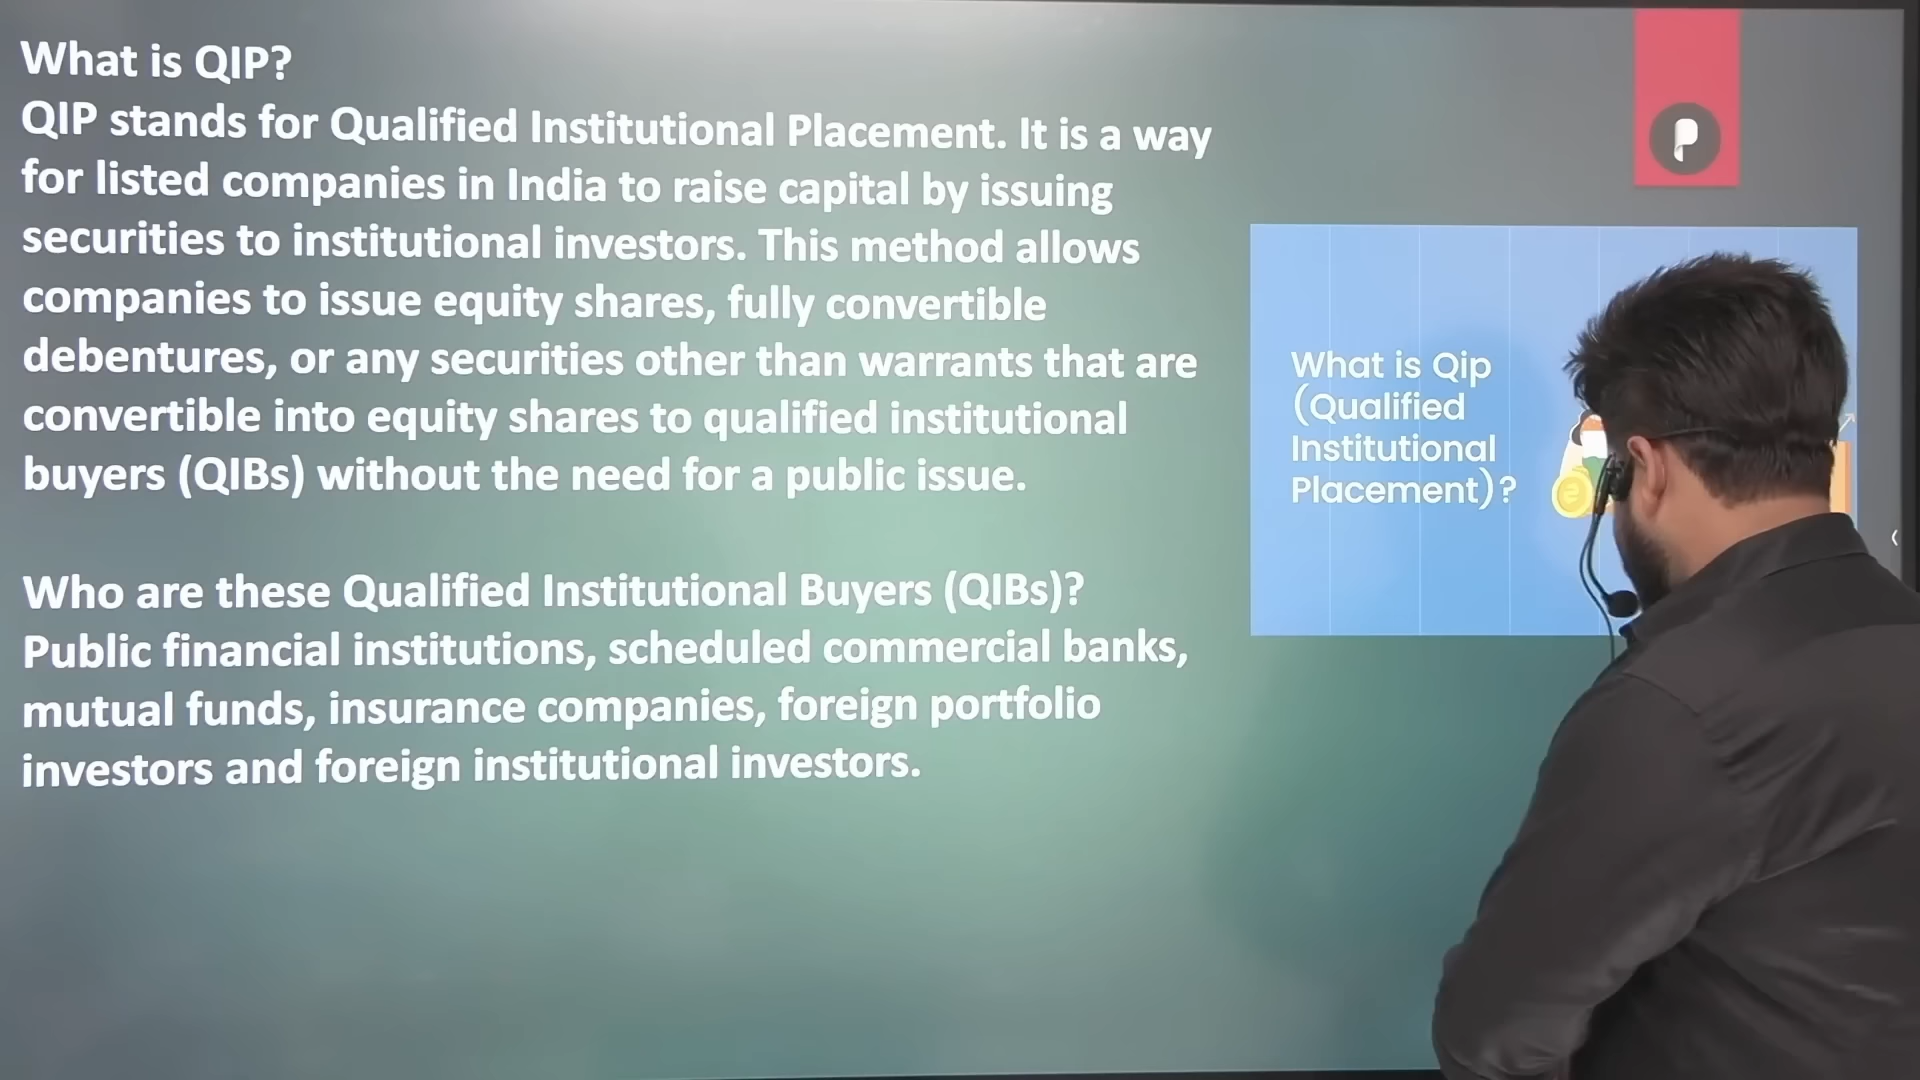 What is QIP?
QIP stands for Qualified Institutional Placement. It is a way
for listed companies in India to raise capital by issuing
securities to institutional investors. This method allows
companies to issue equity shares, fully convertible
debentures, or any securities other than warrants that are
convertible into equity shares to qualified institutional
buyers (QIBs) without the need for a public issue.
Who are these Qualified Institutional Buyers (QIBs)?
Public financial institutions, scheduled commercial banks,
mutual funds, insurance companies, foreign portfolio
investors and foreign institutional investors.
What is Qip
(Qualified
Institutional
Placement)?